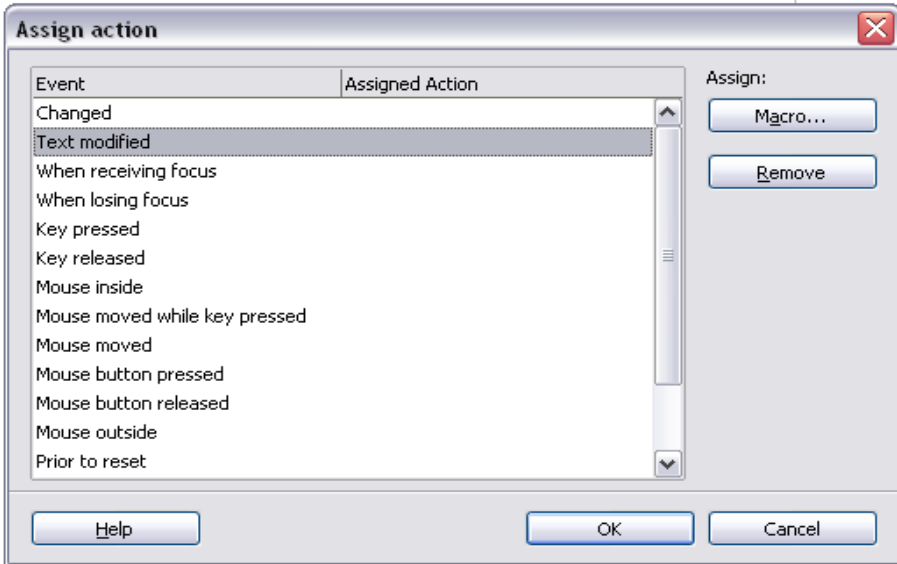 Assign action
Event Assigned Action
Assign:
Changed
Macro...
Text modified
When receiving focus
Remove
When losing focus
Key pressed
Key released
Mouse inside
Mouse moved while key pressed
Mouse moved
Mouse button pressed
Mouse button released
Mouse outside
Prior to reset
Help OK Cancel